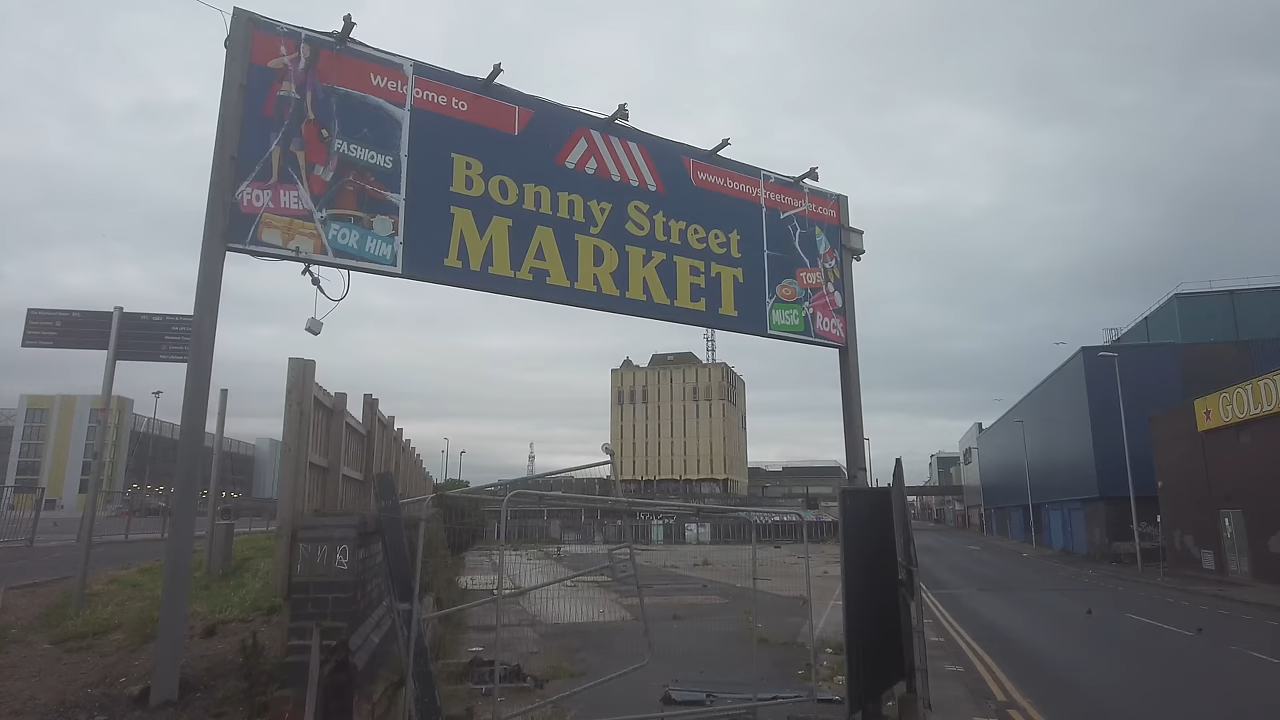 Welcome to
Bonny Street
MARKET
www.bonnystreetmarket.com
FASHIONS
FOR HER
FOR HIM
TOYS
MUSIC
ROCK
GOLD